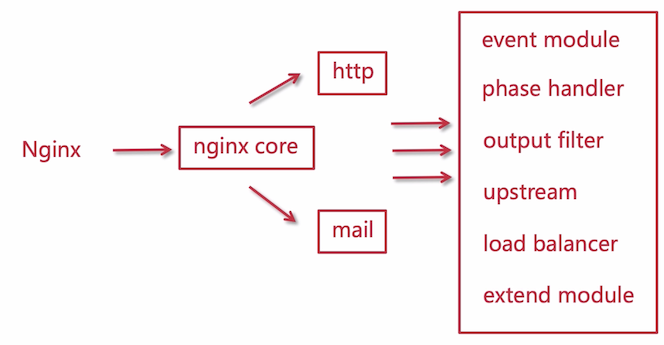 Nginx
nginx core
http
mail
event module
phase handler
output filter
upstream
load balancer
extend module